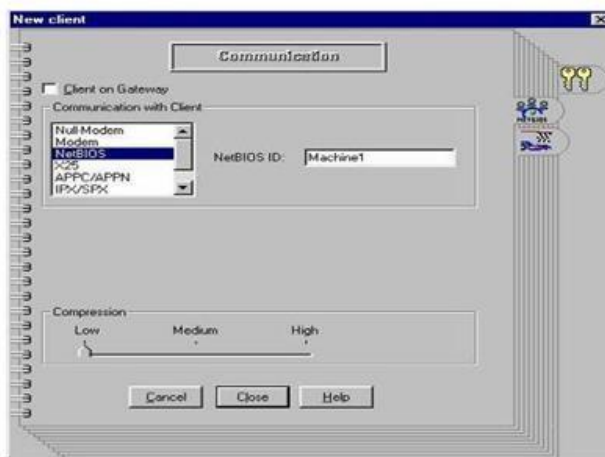 New client
Communication
Client on Gateway
Communication with Client
Null-Modem
Modem
NetBIOS
X25
APPC/APPN
IPX/SPX
NetBIOS ID: Machine1
NETBIOS
Compression
Low Medium High
Cancel Close Help